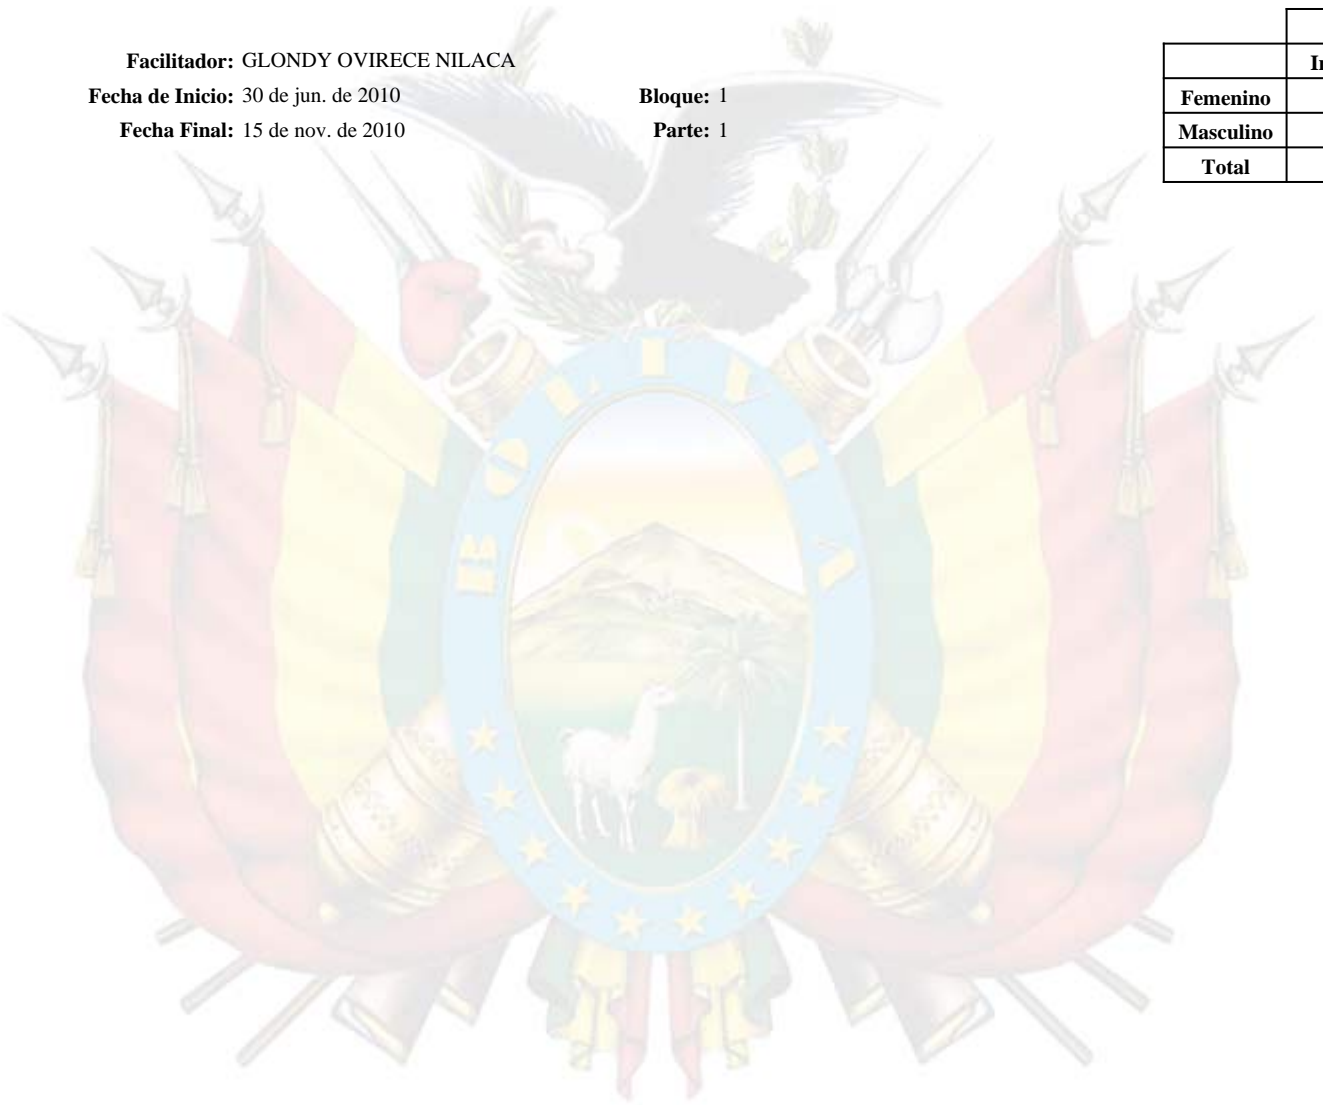 Facilitador: GLONDY OVIRECE NILACA
Fecha de Inicio: 30 de jun. de 2010 Bloque: 1
Fecha Final: 15 de nov. de 2010 Parte: 1
Femenino
Masculino
Total
BOLIVIA